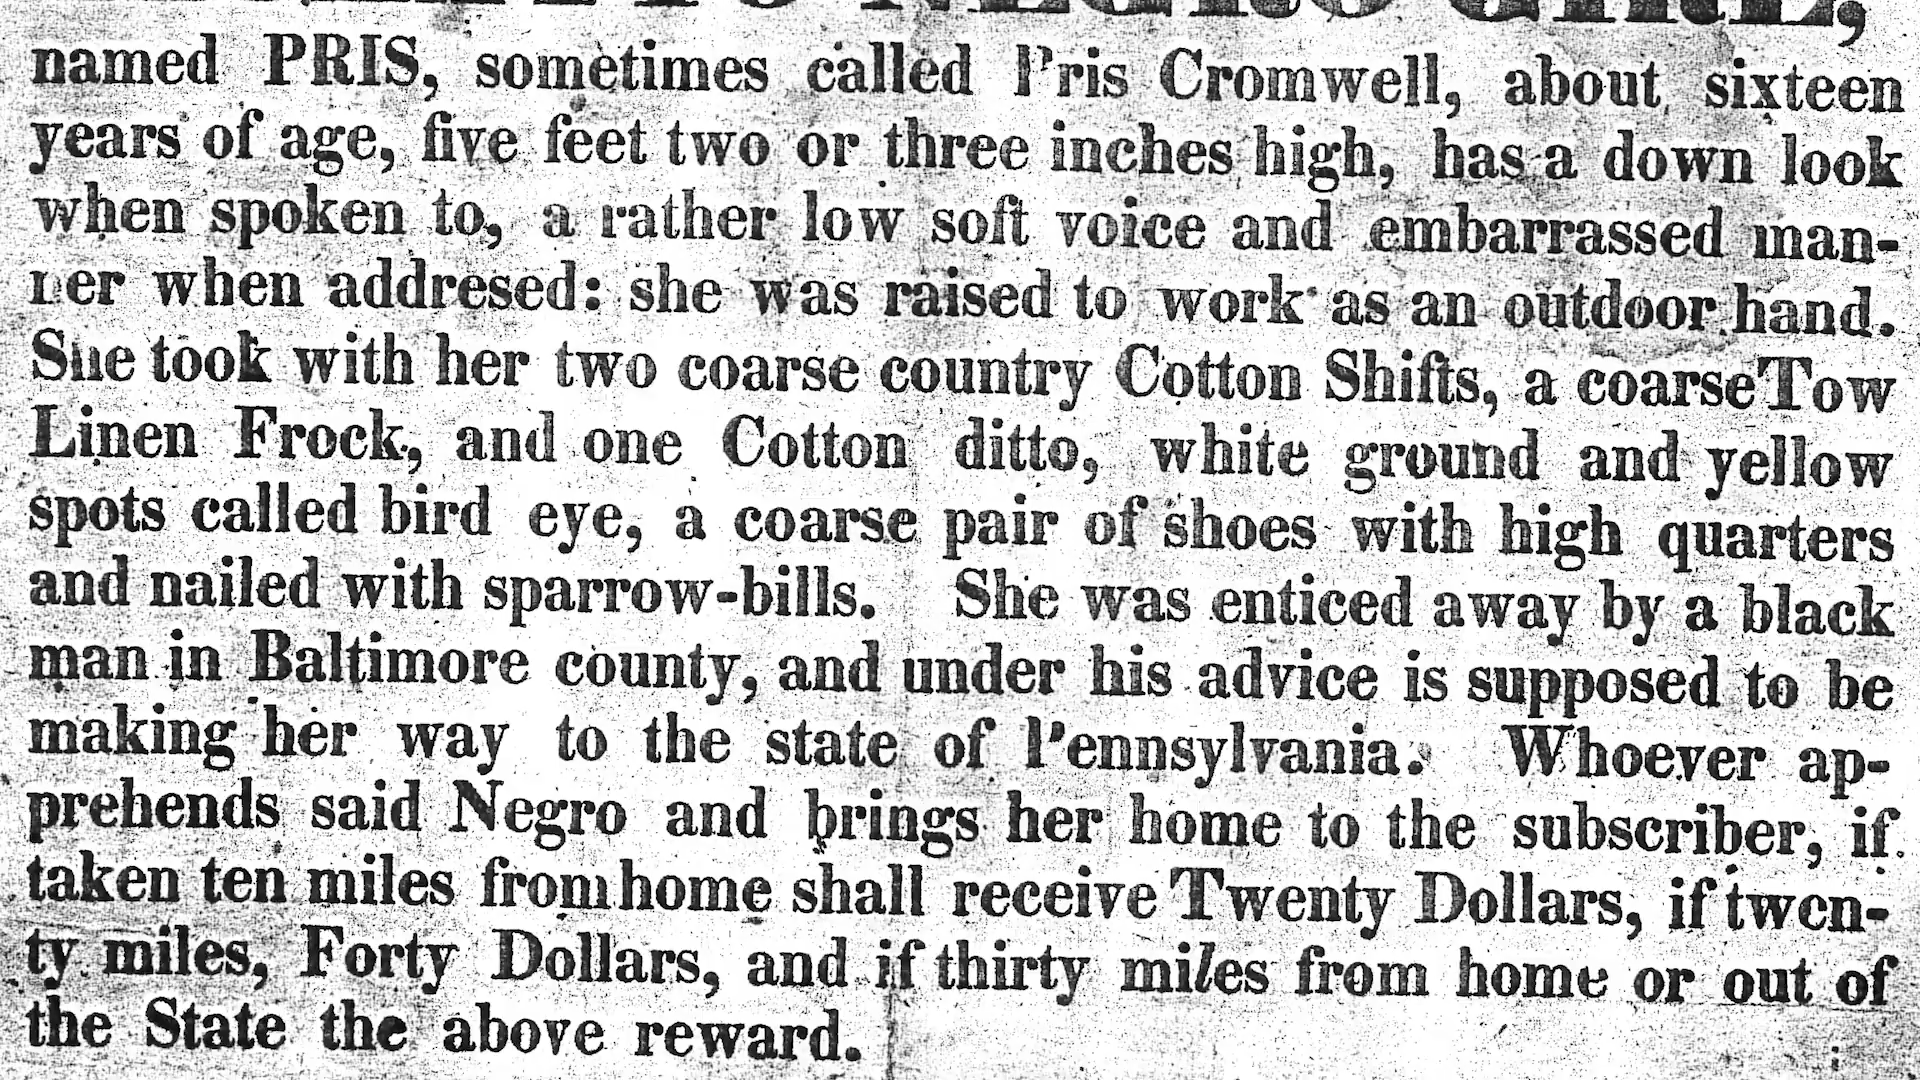 NEGRO GIRL,
named PRIS, sometimes called Pris Cromwell, about sixteen
years of age, five feet two or three inches high, has a down look
when spoken to, a rather low soft voice and embarrassed man-
ner when addresed: she was raised to work as an outdoor hand.
She took with her two coarse country Cotton Shifts, a coarse Tow
Linen Frock, and one Cotton ditto, white ground and yellow
spots called bird eye, a coarse pair of shoes with high quarters
and nailed with sparrow-bills. She was enticed away by a black
man in Baltimore county, and under his advice is supposed to be
making her way to the state of Pennsylvania. Whoever ap-
prehends said Negro and brings her home to the subscriber, if
taken ten miles from home shall receive Twenty Dollars, if twen-
ty miles, Forty Dollars, and if thirty miles from home or out of
the State the above reward.